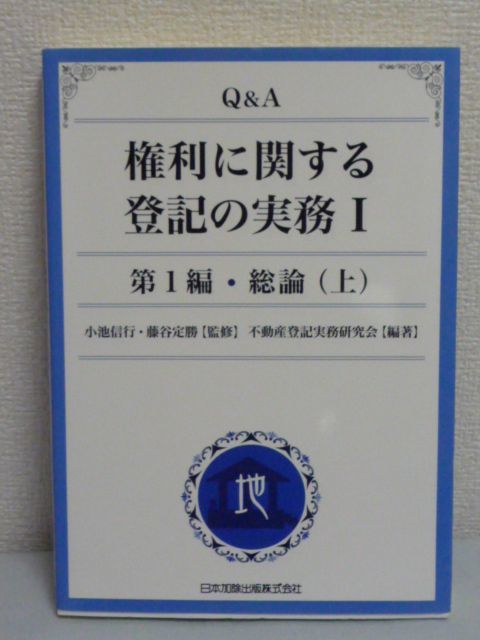 Q&A
権利に関する
登記の実務 I
第1編・総論（上）
小池信行・藤谷定勝【監修】 不動産登記実務研究会【編著】
地
日本加除出版株式会社